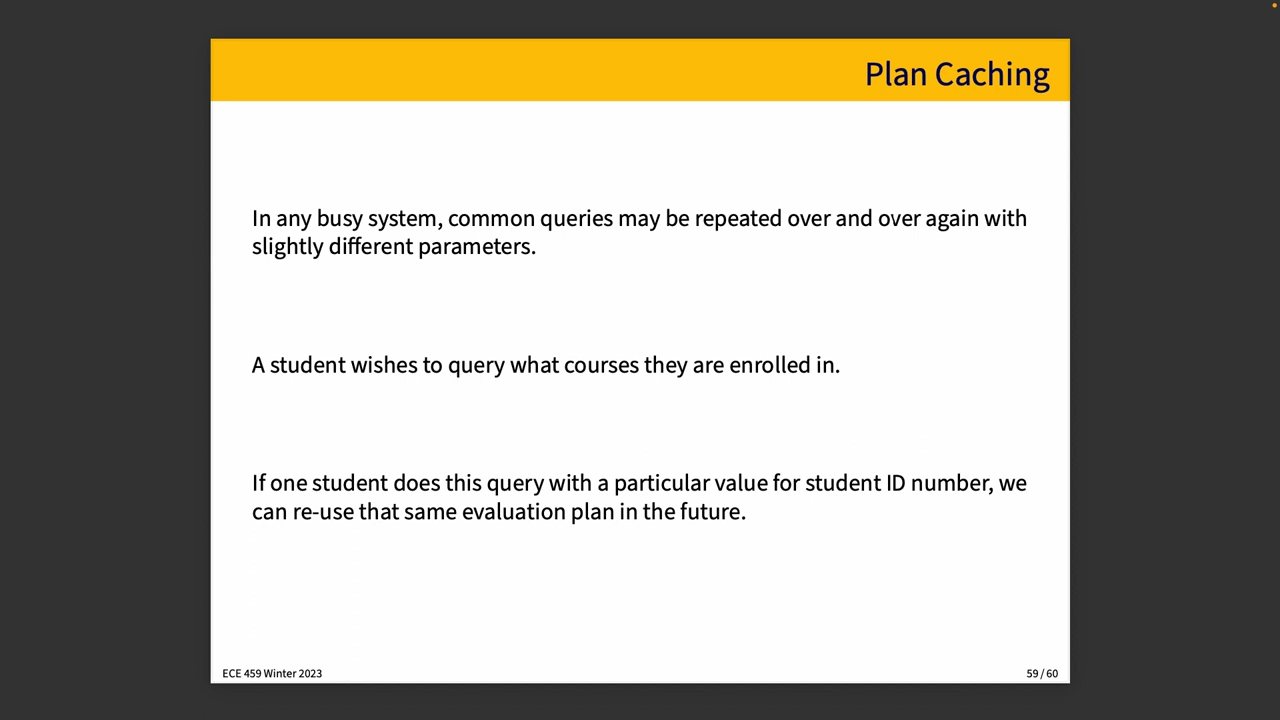 Plan Caching
In any busy system, common queries may be repeated over and over again with
slightly different parameters.
A student wishes to query what courses they are enrolled in.
If one student does this query with a particular value for student ID number, we
can re-use that same evaluation plan in the future.
ECE 459 Winter 2023
59 / 60